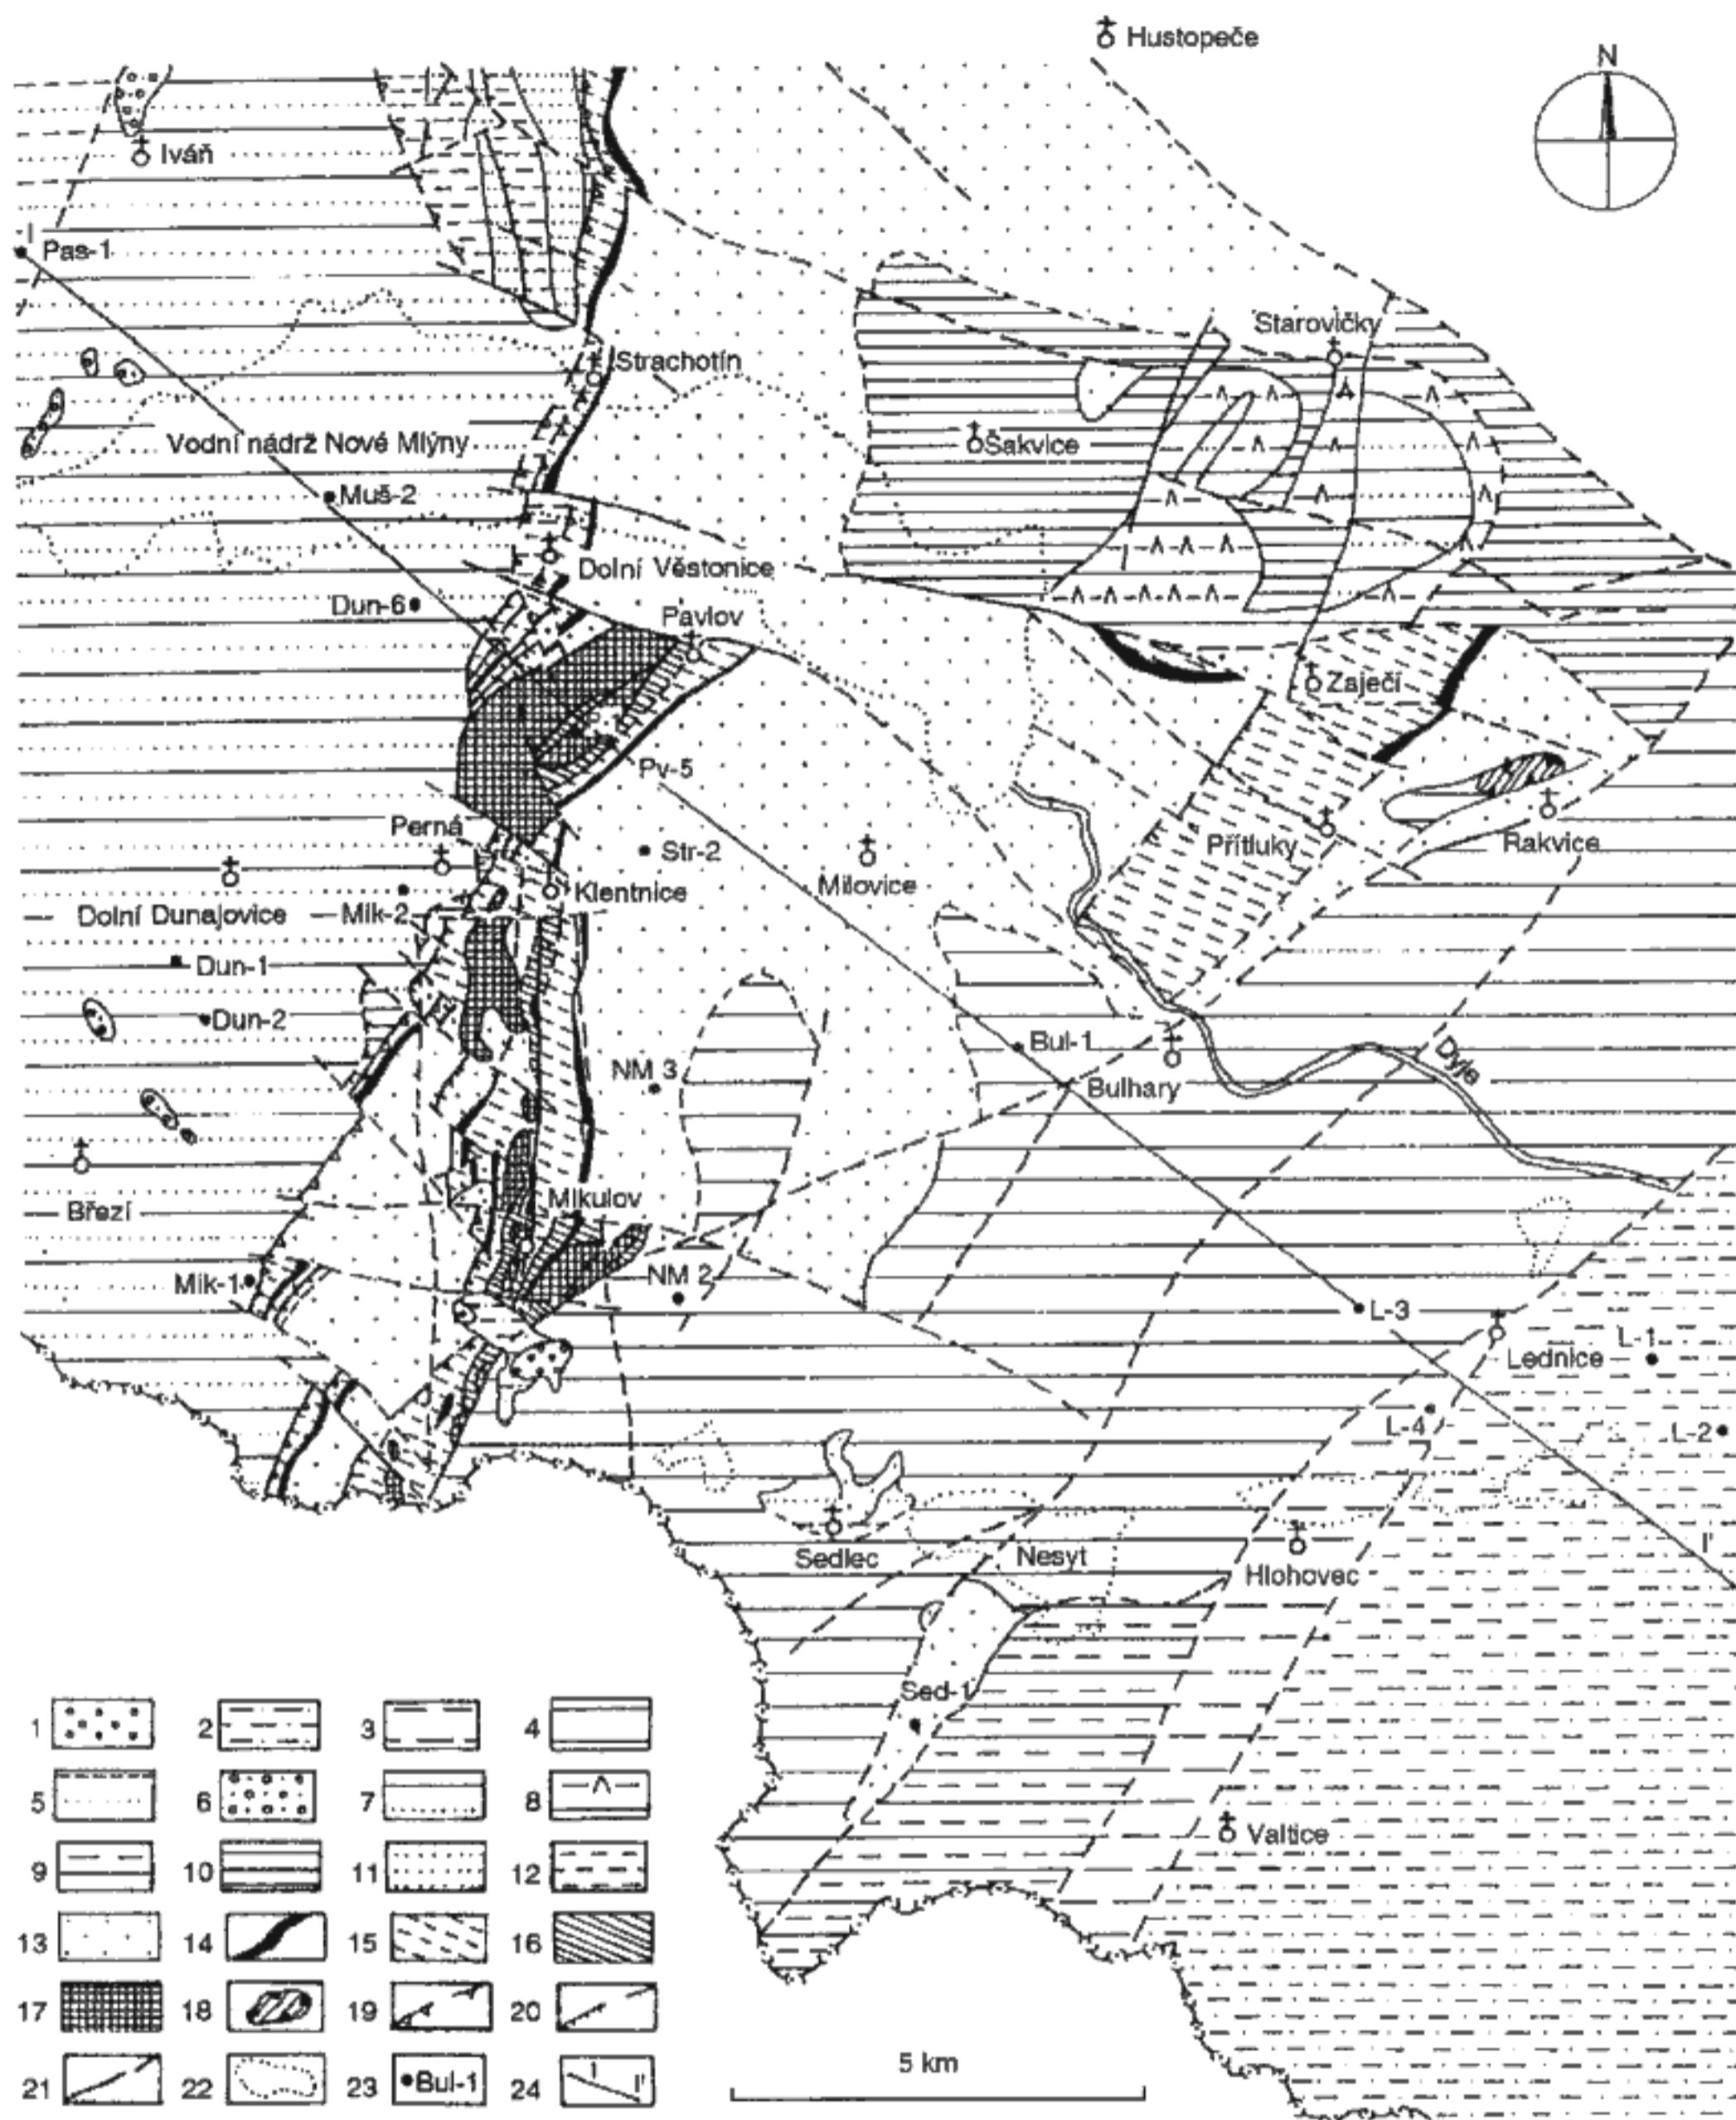 Hustopeče
N
Iváň
I
Pas-1
Starovičky
Strachotín
Šakvice
Vodní nádrž Nové Mlýny
Muš-2
Dolní Věstonice
Dun-6
Pavlov
Zaječí
Pv-5
Perná
Str-2
Přítluky
Rakvice
Milovice
Klentnice
Dolní Dunajovice
Mik-2
Dun-1
Dun-2
Bul-1
Dyje
NM 3
Bulhary
Mikulov
Březí
Mik-1
NM 2
L-3
L-1
Lednice
L-4
L-2
I'
Sedlec
Nesyt
Hlohovec
Sed-1
Valtice
1 2 3 4
5 6 7 8
9 10 11 12
13 14 15 16
17 18 19 20
21 22 23 Bul-1 24 I I'
5 km